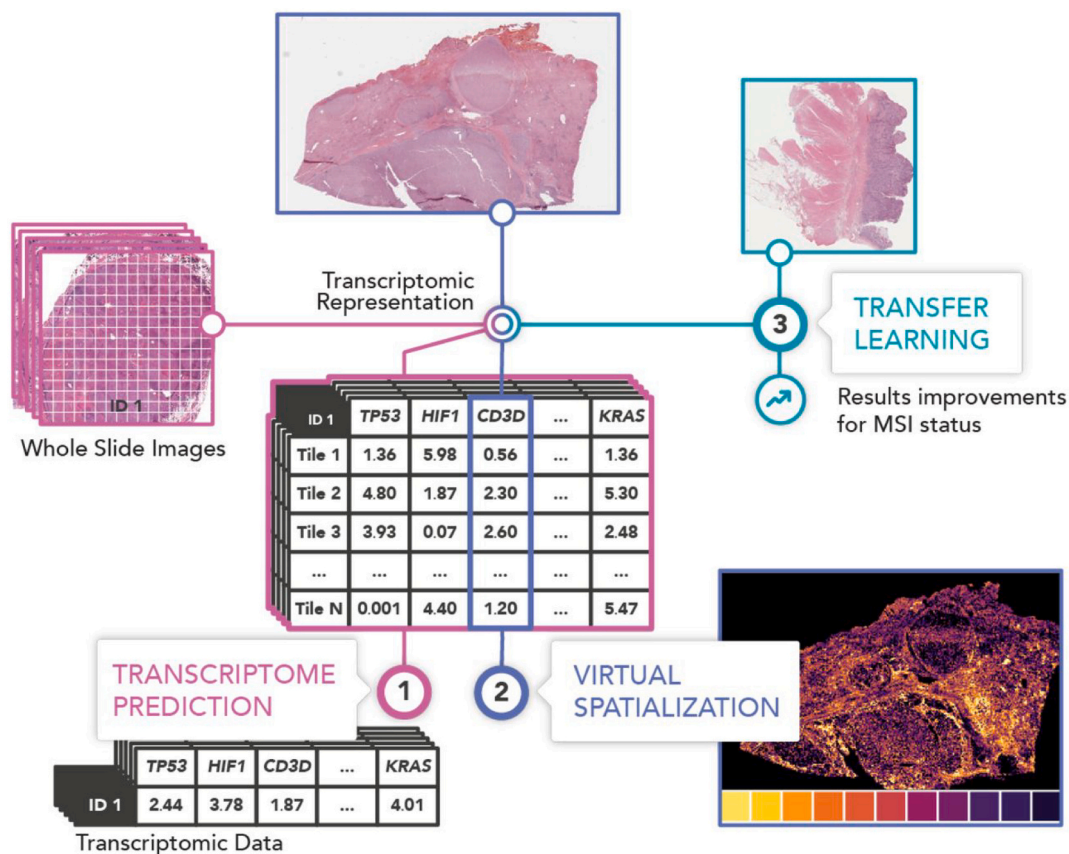 Transcriptomic
Representation
3
TRANSFER
LEARNING
ID 1
Whole Slide Images
Results improvements
for MSI status
ID 1 TP53 HIF1 CD3D ... KRAS
Tile 1 1.36 5.98 0.56 ... 1.36
Tile 2 4.80 1.87 2.30 ... 5.30
Tile 3 3.93 0.07 2.60 ... 2.48
... ... ... ... ... ...
Tile N 0.001 4.40 1.20 ... 5.47
TRANSCRIPTOME
PREDICTION
1
2
VIRTUAL
SPATIALIZATION
TP53 HIF1 CD3D ... KRAS
ID 1 2.44 3.78 1.87 ... 4.01
Transcriptomic Data